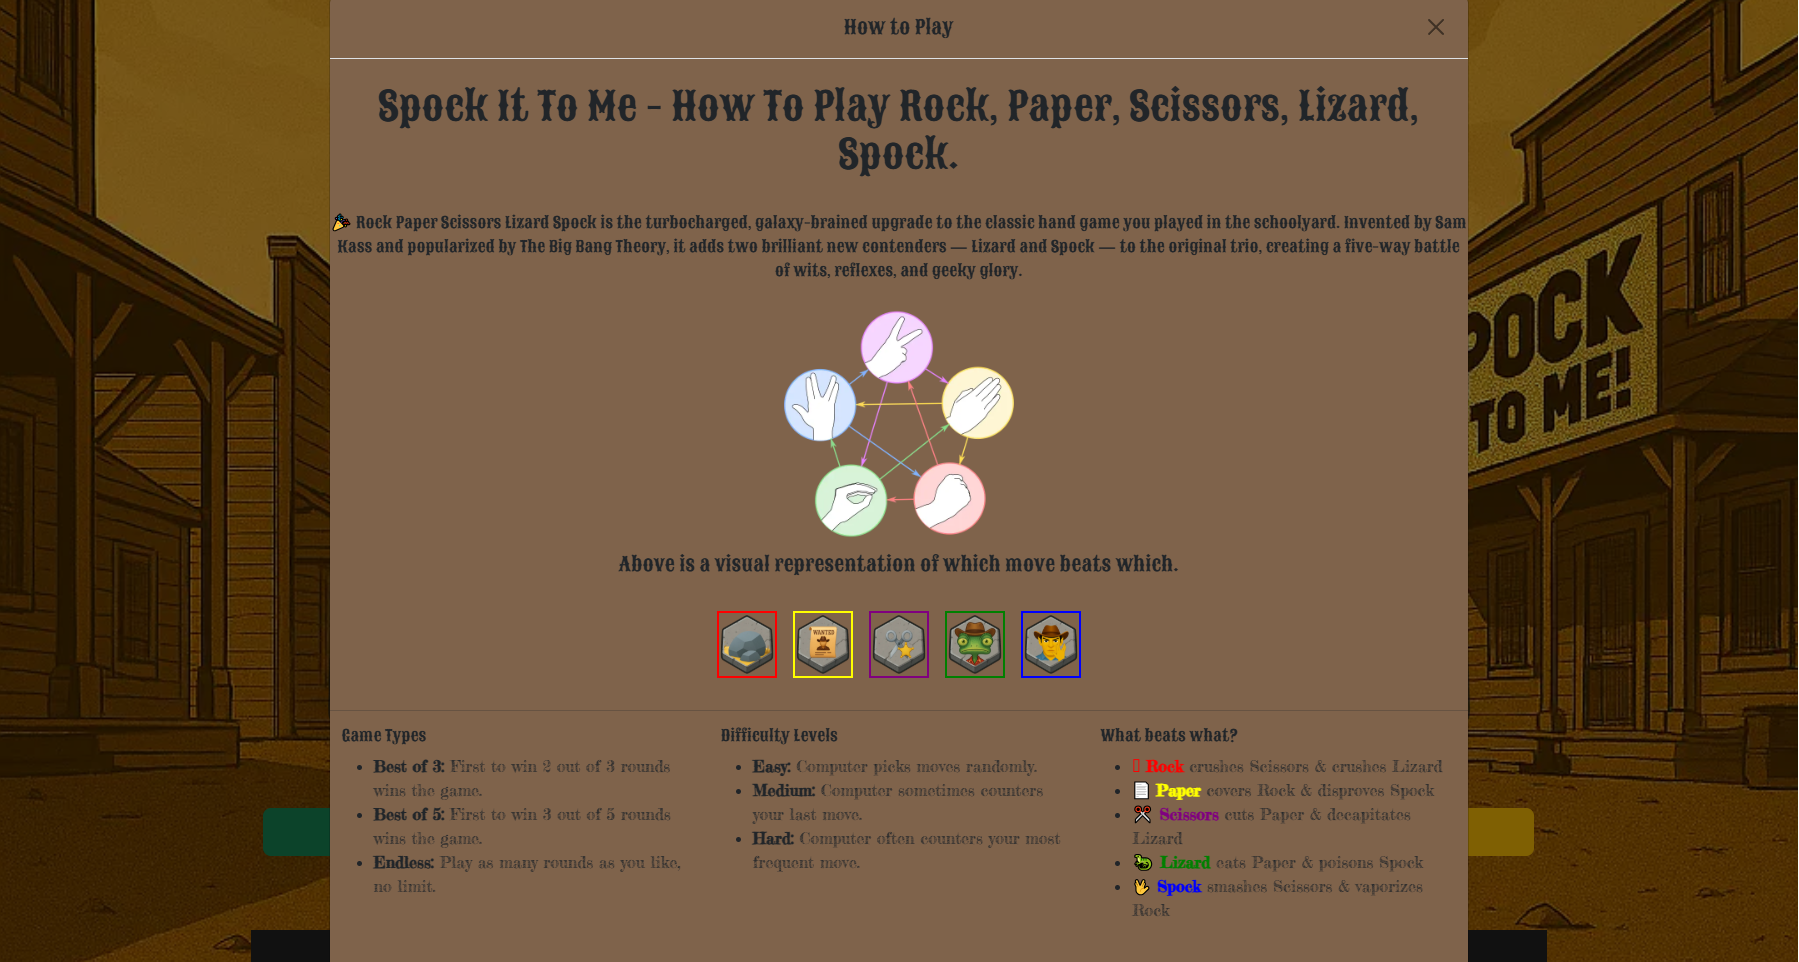 How to Play
Spock It To Me - How To Play Rock, Paper, Scissors, Lizard,
Spock.
🎉 Rock Paper Scissors Lizard Spock is the turbocharged, galaxy-brained upgrade to the classic hand game you played in the schoolyard. Invented by Sam
Kass and popularized by The Big Bang Theory, it adds two brilliant new contenders — Lizard and Spock — to the original trio, creating a five-way battle
of wits, reflexes, and geeky glory.
POCK
TO ME!
Above is a visual representation of which move beats which.
WANTED
Game Types
• Best of 3: First to win 2 out of 3 rounds
wins the game.
• Best of 5: First to win 3 out of 5 rounds
wins the game.
• Endless: Play as many rounds as you like,
no limit.
Difficulty Levels
• Easy: Computer picks moves randomly.
• Medium: Computer sometimes counters
your last move.
• Hard: Computer often counters your most
frequent move.
What beats what?
• Rock crushes Scissors & crushes Lizard
• 📄 Paper covers Rock & disproves Spock
• ✂️ Scissors cuts Paper & decapitates
Lizard
• 🦎 Lizard eats Paper & poisons Spock
• 🖖 Spock smashes Scissors & vaporizes
Rock